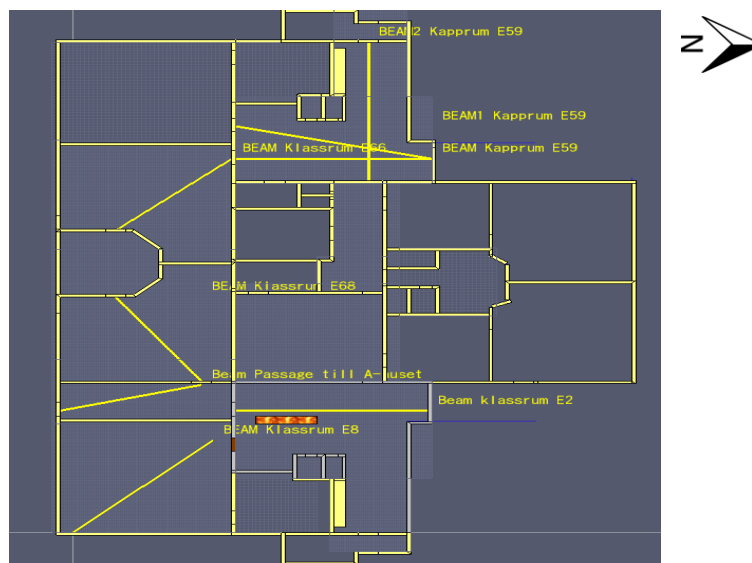 BEAM2 Kapprum E59
BEAM1 Kapprum E59
BEAM Klassrum E66
BEAM Kapprum E59
BEAM Klassrum E68
Beam Passage till A-huset
Beam klassrum E2
BEAM Klassrum E8
N